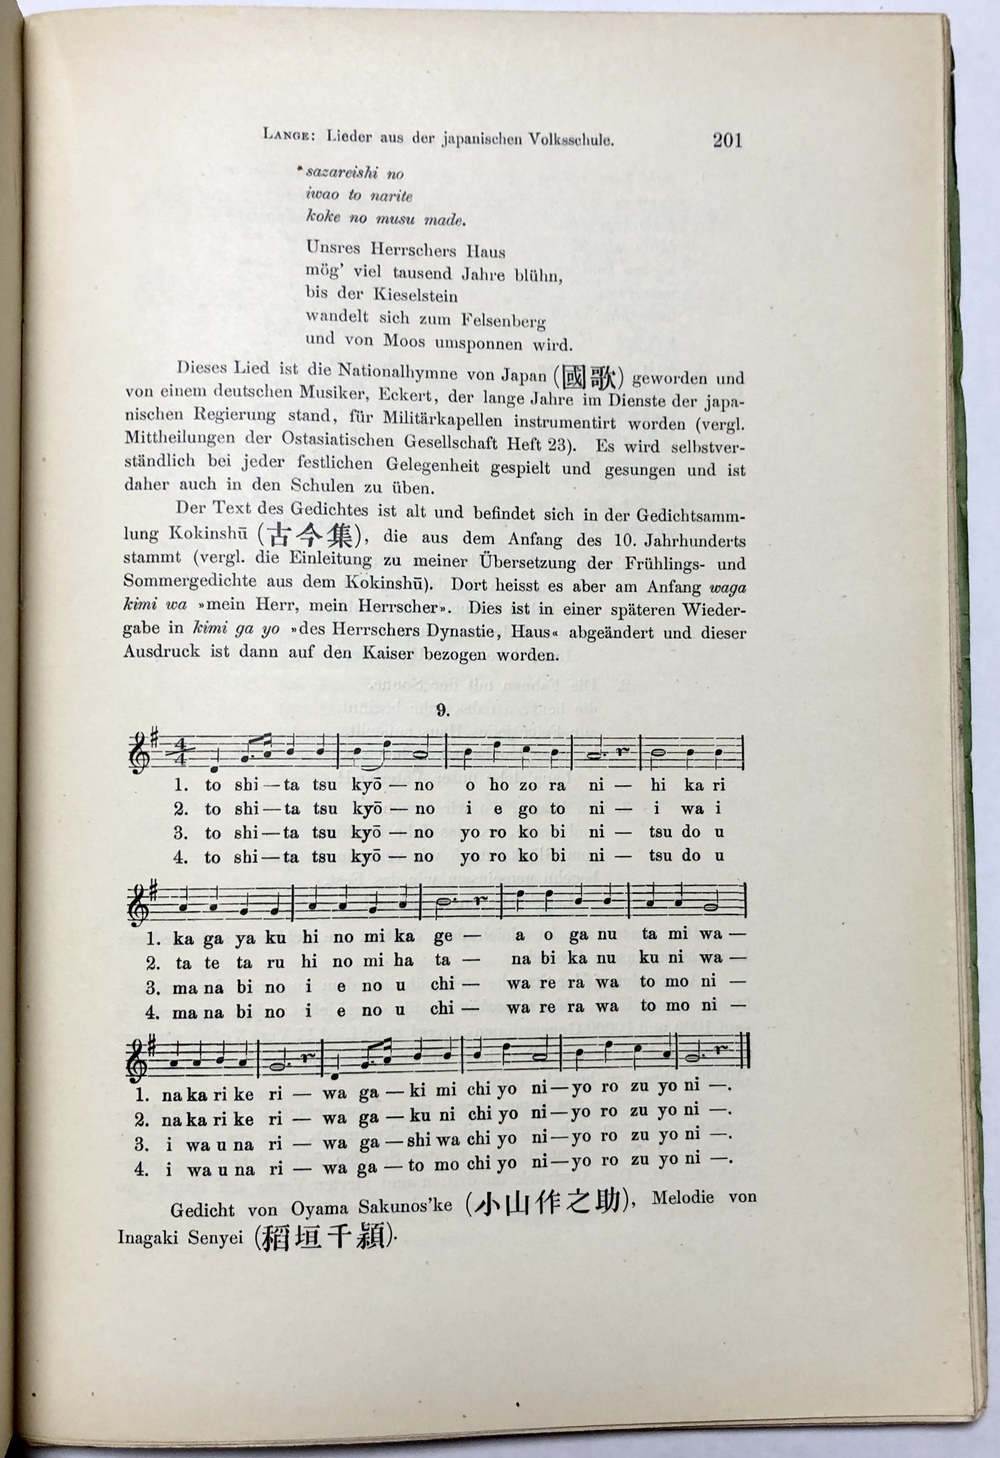 LANGE: Lieder aus der japanischen Volksschule. 201
sazareishi no
iwao to narite
koke no musu made.
Unsres Herrschers Haus
mög' viel tausend Jahre blühn,
bis der Kieselstein
wandelt sich zum Felsenberg
und von Moos umsponnen wird.
Dieses Lied ist die Nationalhymne von Japan (國歌) geworden und
von einem deutschen Musiker, Eckert, der lange Jahre im Dienste der japa-
nischen Regierung stand, für Militärkapellen instrumentirt worden (vergl.
Mittheilungen der Ostasiatischen Gesellschaft Heft 23). Es wird selbstver-
ständlich bei jeder festlichen Gelegenheit gespielt und gesungen und ist
daher auch in den Schulen zu üben.
Der Text des Gedichtes ist alt und befindet sich in der Gedichtsamm-
lung Kokinshū (古今集), die aus dem Anfang des 10. Jahrhunderts
stammt (vergl. die Einleitung zu meiner Übersetzung der Frühlings- und
Sommergedichte aus dem Kokinshū). Dort heisst es aber am Anfang waga
kimi wa »mein Herr, mein Herrscher». Dies ist in einer späteren Wieder-
gabe in kimi ga yo »des Herrschers Dynastie, Haus« abgeändert und dieser
Ausdruck ist dann auf den Kaiser bezogen worden.
9.
4/4
1. to shi — ta tsu kyō — no o ho zo ra ni — hi ka ri
2. to shi — ta tsu kyō — no i e go to ni — i wa i
3. to shi — ta tsu kyō — no yo ro ko bi ni — tsu do u
4. to shi — ta tsu kyō — no yo ro ko bi ni — tsu do u
1. ka ga ya ku hi no mi ka ge — a o ga nu ta mi wa —
2. ta te ta ru hi no mi ha ta — na bi ka nu ku ni wa —
3. ma na bi no i e no u chi — wa re ra wa to mo ni —
4. ma na bi no i e no u chi — wa re ra wa to mo ni —
1. na ka ri ke ri — wa ga — ki mi chi yo ni — yo ro zu yo ni —.
2. na ka ri ke ri — wa ga — ku ni chi yo ni — yo ro zu yo ni —.
3. i wa u na ri — wa ga — shi wa chi yo ni — yo ro zu yo ni —.
4. i wa u na ri — wa ga — to mo chi yo ni — yo ro zu yo ni —.
Gedicht von Oyama Sakunos'ke (小山作之助), Melodie von
Inagaki Senyei (稻垣千穎).